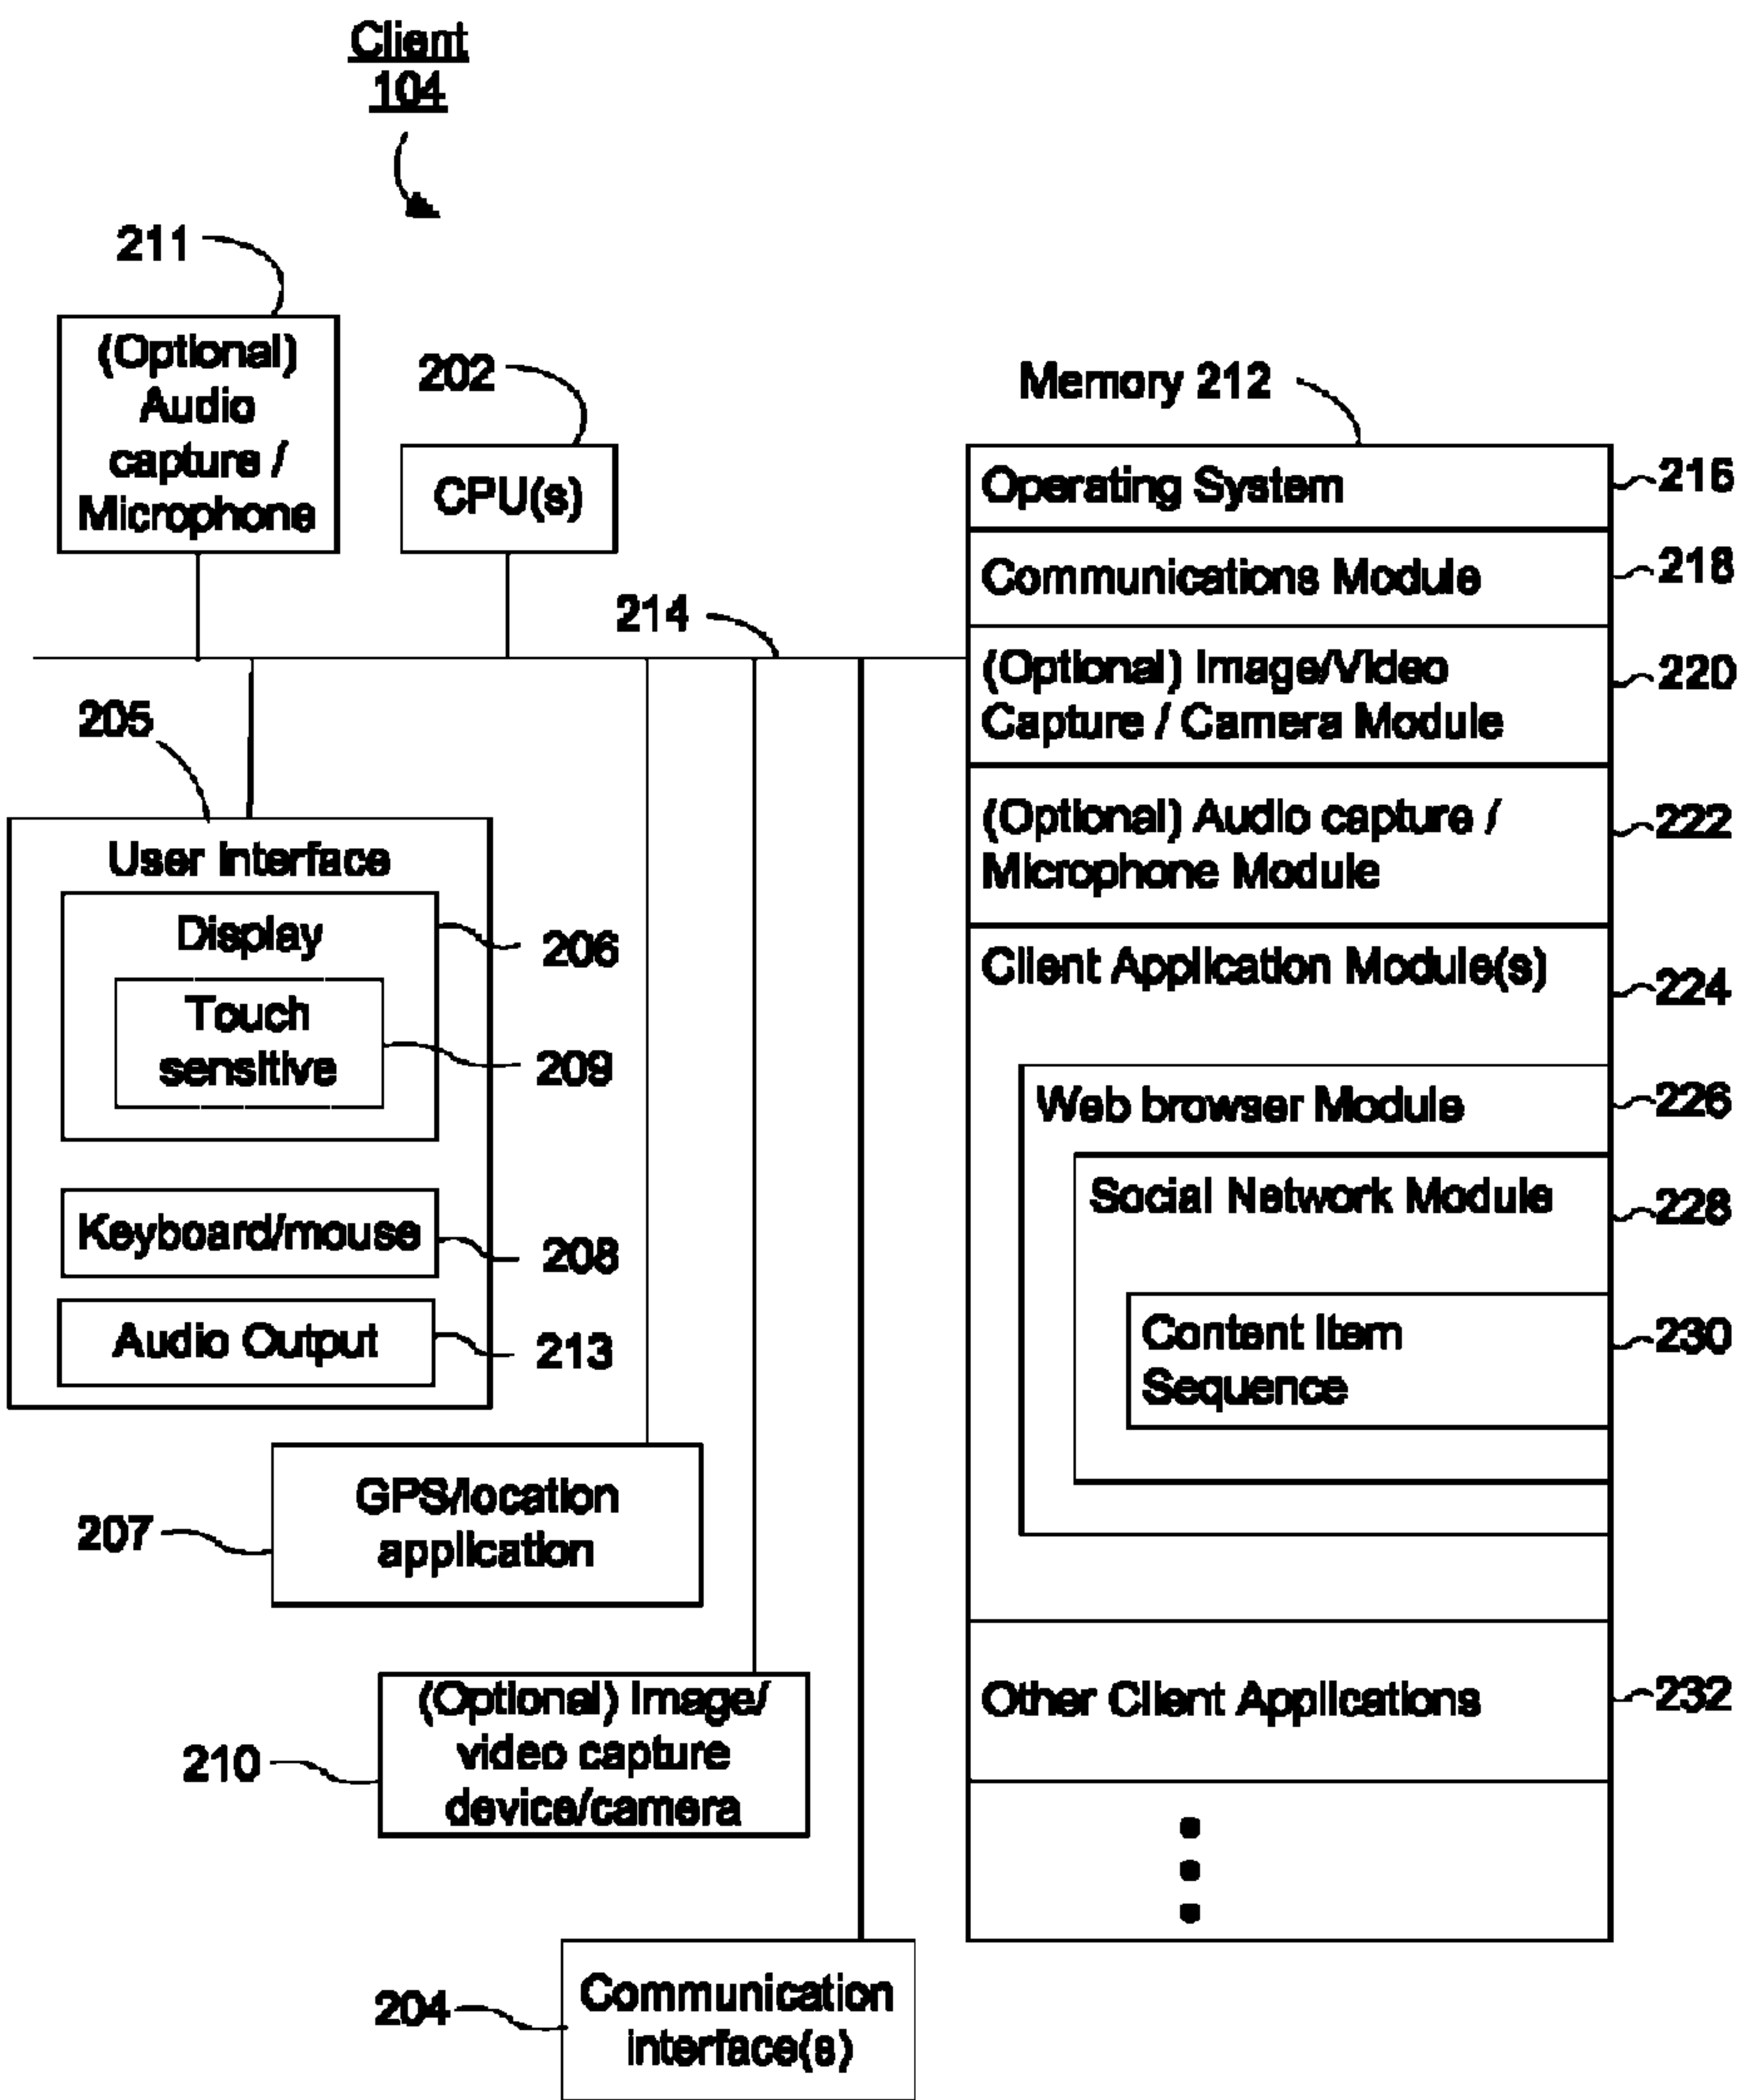 Client
104
211
(Optional)
Audio
capture /
Microphone
202
CPU(s)
214
205
User Interface
Display
206
Touch
sensitive
209
Keyboard/mouse
208
Audio Output
213
GPS/location
application
207
(Optional) Image/
video capture
device/camera
210
Communication
interface(s)
204
Memory 212
Operating System
216
Communications Module
218
(Optional) Image/Video
Capture / Camera Module
220
(Optional) Audio capture /
Microphone Module
222
Client Application Module(s)
224
Web browser Module
226
Social Network Module
228
Content Item
Sequence
230
Other Client Applications
232